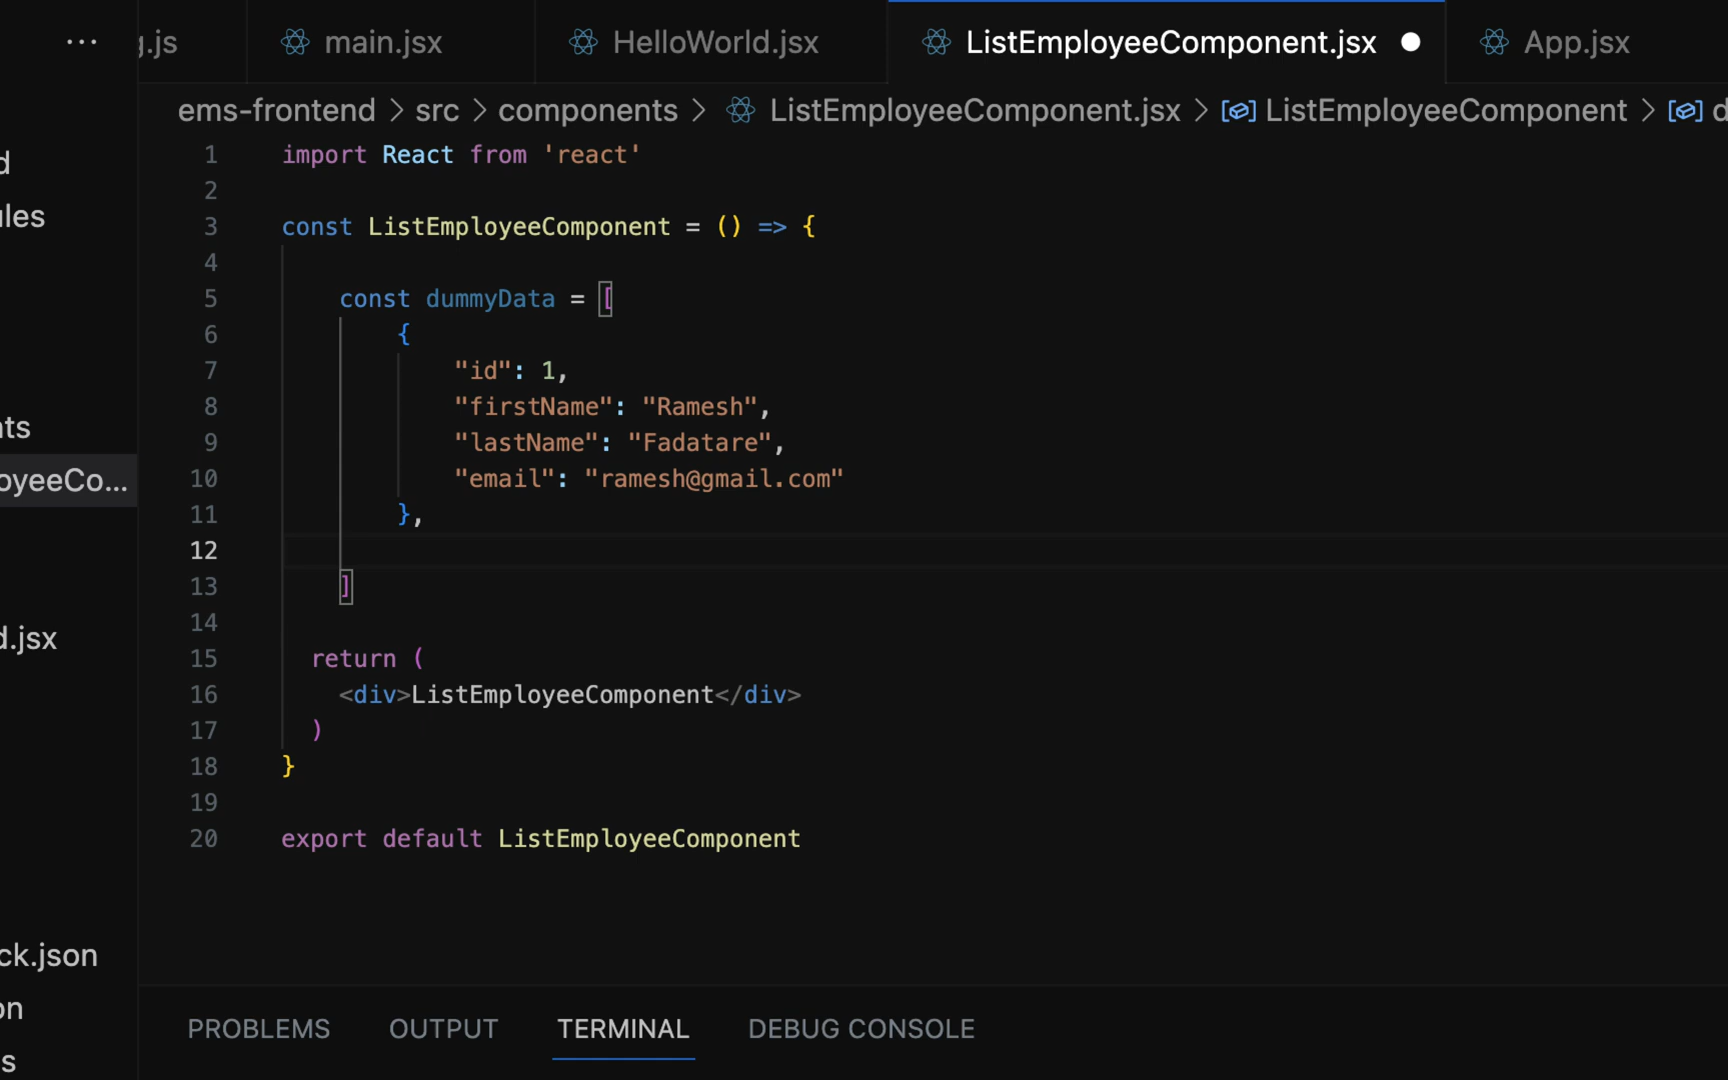 ... g.js main.jsx HelloWorld.jsx ListEmployeeComponent.jsx App.jsx
ems-frontend > src > components > ListEmployeeComponent.jsx > ListEmployeeComponent > d
d
ules
nts
oyeeCo...
d.jsx
ck.json
on
s
1 import React from 'react'
2
3 const ListEmployeeComponent = () => {
4
5 const dummyData = [
6 {
7 "id": 1,
8 "firstName": "Ramesh",
9 "lastName": "Fadatare",
10 "email": "ramesh@gmail.com"
11 },
12
13 ]
14
15 return (
16 <div>ListEmployeeComponent</div>
17 )
18 }
19
20 export default ListEmployeeComponent
PROBLEMS OUTPUT TERMINAL DEBUG CONSOLE